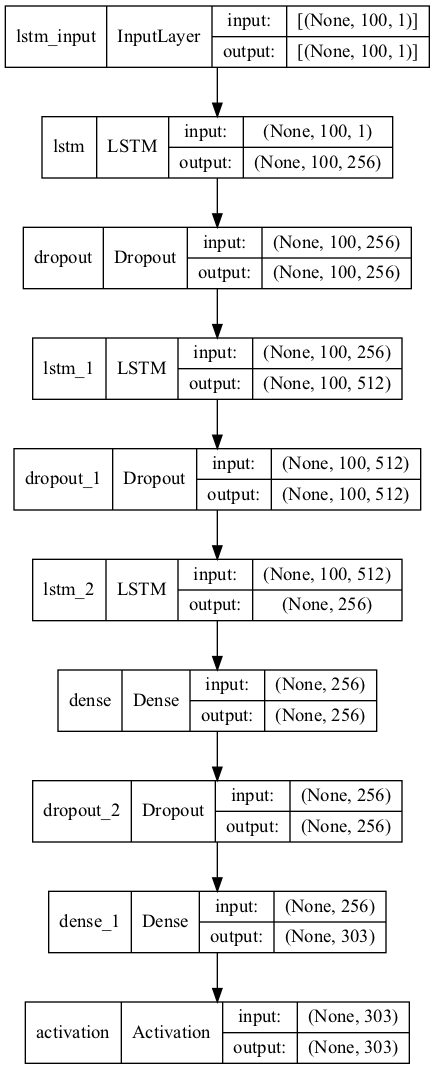 lstm_input InputLayer input: [(None, 100, 1)]
output: [(None, 100, 1)]
lstm LSTM input: (None, 100, 1)
output: (None, 100, 256)
dropout Dropout input: (None, 100, 256)
output: (None, 100, 256)
lstm_1 LSTM input: (None, 100, 256)
output: (None, 100, 512)
dropout_1 Dropout input: (None, 100, 512)
output: (None, 100, 512)
lstm_2 LSTM input: (None, 100, 512)
output: (None, 256)
dense Dense input: (None, 256)
output: (None, 256)
dropout_2 Dropout input: (None, 256)
output: (None, 256)
dense_1 Dense input: (None, 256)
output: (None, 303)
activation Activation input: (None, 303)
output: (None, 303)